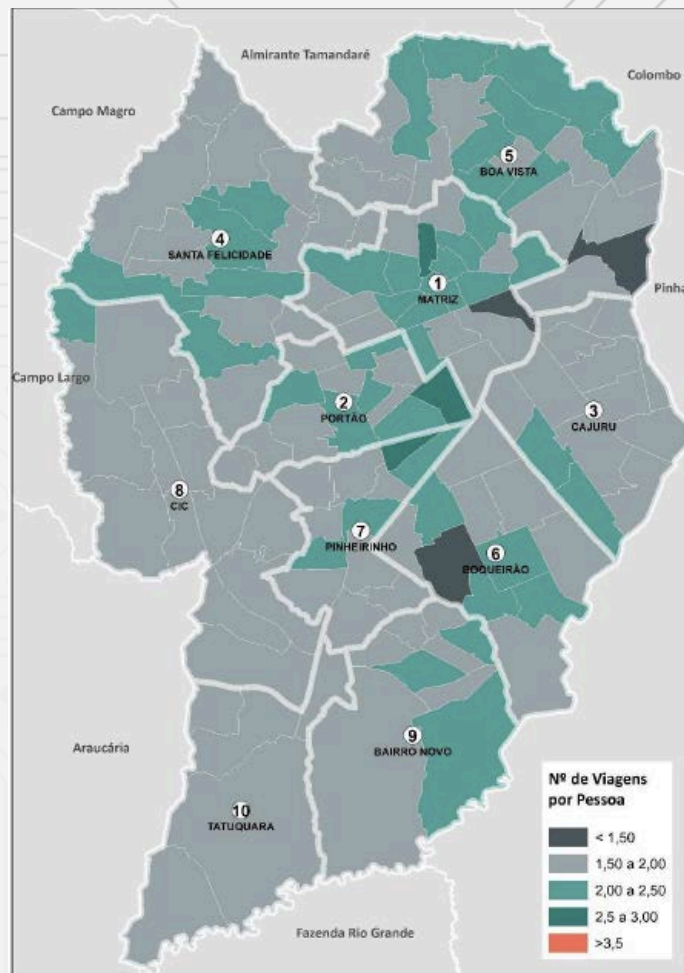 Almirante Tamandaré
Colombo
Campo Magro
5
BOA VISTA
4
SANTA FELICIDADE
1
MATRIZ
Pinha
Campo Largo
2
PORTÃO
3
CAJURU
8
CIC
7
PINHEIRINHO
6
BOQUEIRÃO
9
BAIRRO NOVO
Araucária
10
TATUQUARA
Fazenda Rio Grande
Nº de Viagens
por Pessoa
< 1,50
1,50 a 2,00
2,00 a 2,50
2,5 a 3,00
>3,5